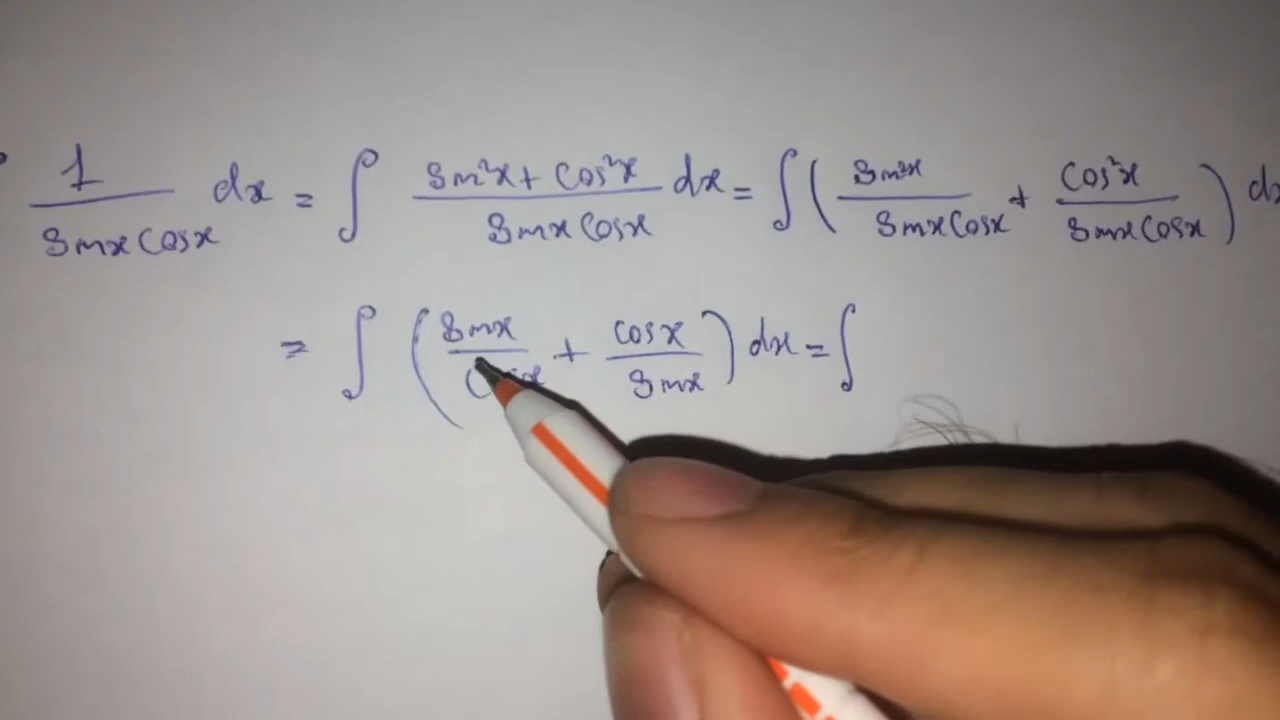 ∫ 1/(sinx cosx) dx = ∫ (sin²x + cos²x)/(sinx cosx) dx = ∫ ( sin²x/(sinx cosx) + cos²x/(sinx cosx) ) dx
= ∫ ( sinx/cosx + cosx/sinx ) dx = ∫